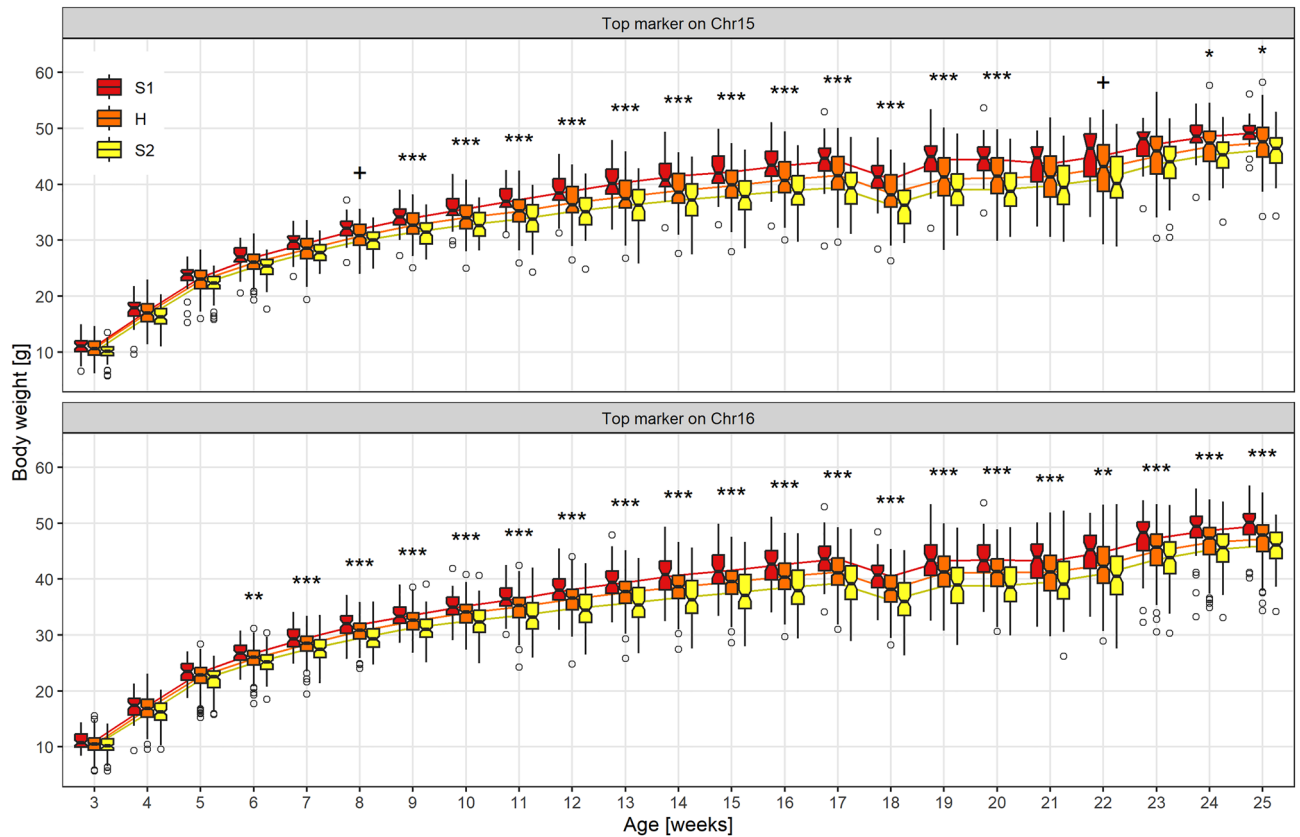 Top marker on Chr15
60
50
40
30
20
10
S1
H
S2
+ *** *** *** *** *** *** *** *** *** *** *** *** + * *
Body weight [g]
Top marker on Chr16
60
50
40
30
20
10
** *** *** *** *** *** *** *** *** *** *** *** *** *** *** *** ** *** *** ***
3 4 5 6 7 8 9 10 11 12 13 14 15 16 17 18 19 20 21 22 23 24 25
Age [weeks]